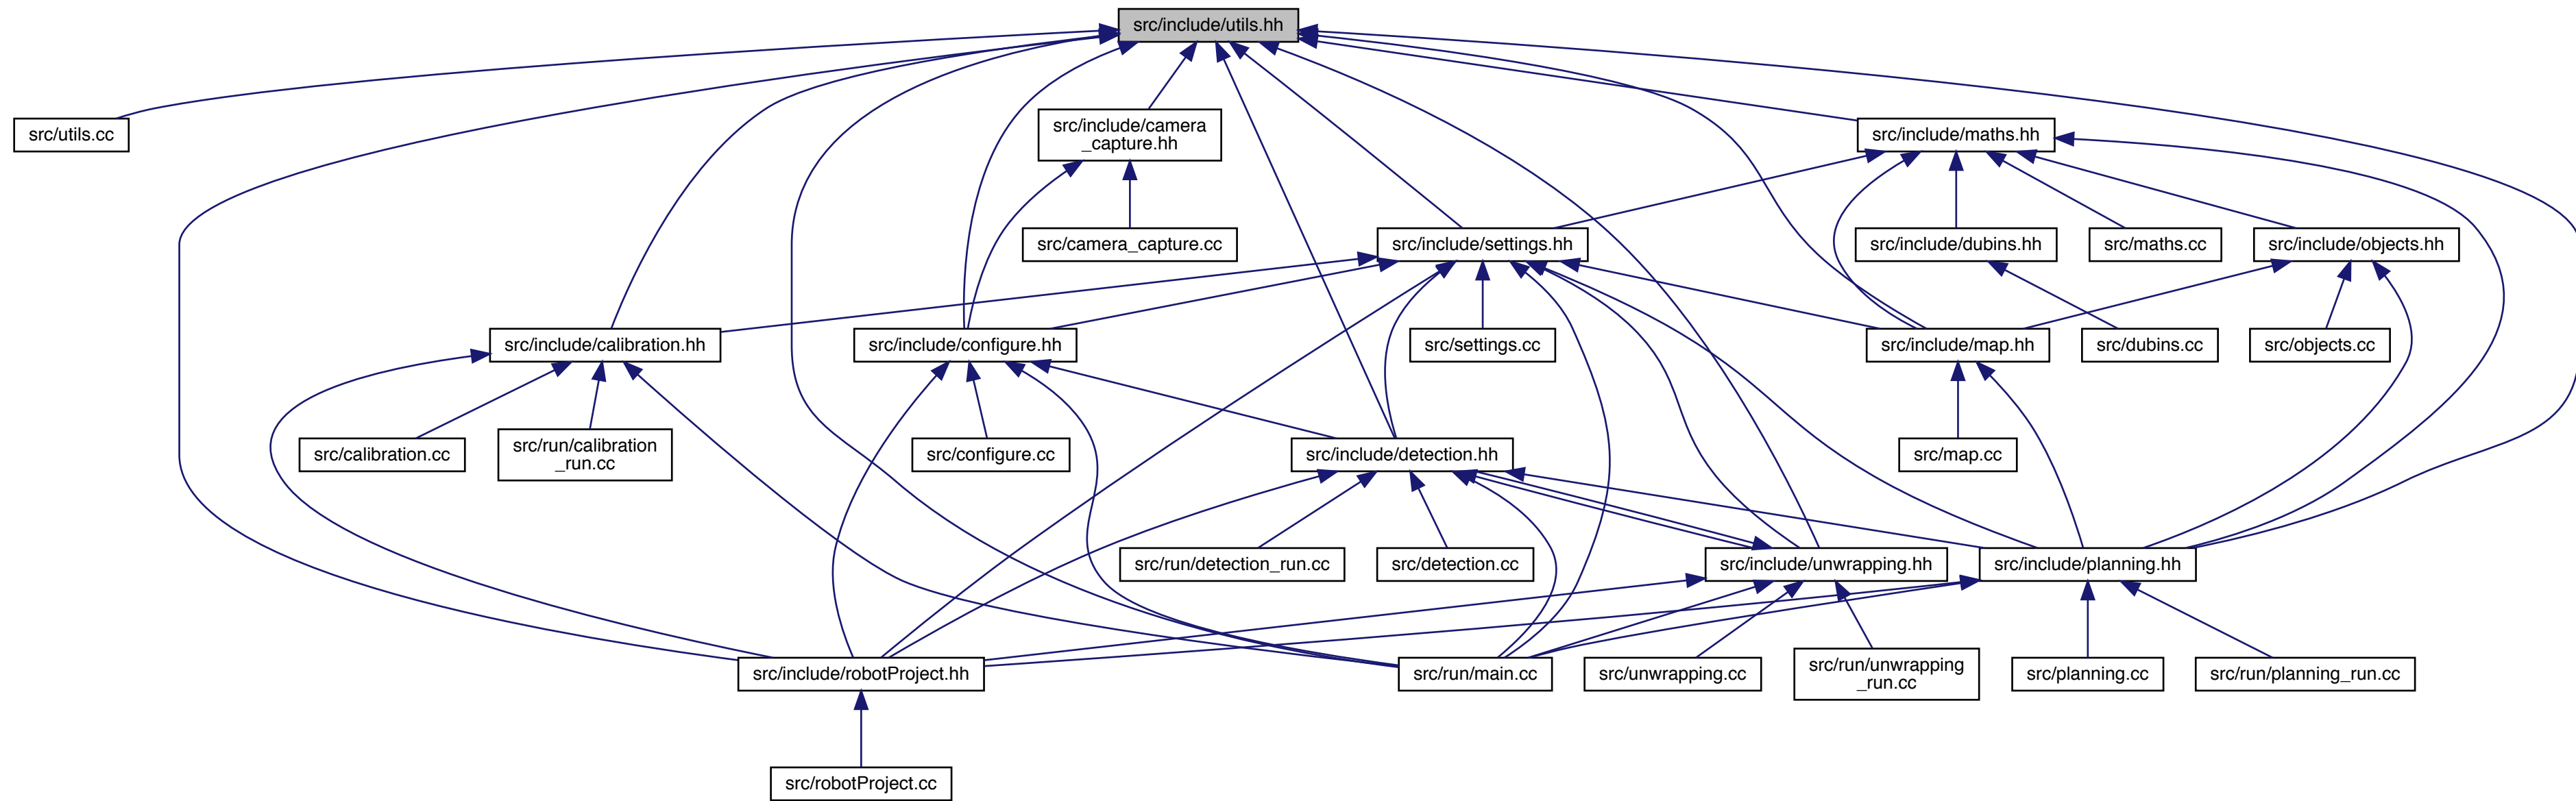 src/include/utils.hh
src/utils.cc
src/include/camera
_capture.hh
src/include/maths.hh
src/camera_capture.cc
src/include/settings.hh
src/include/dubins.hh
src/maths.cc
src/include/objects.hh
src/include/calibration.hh
src/include/configure.hh
src/settings.cc
src/include/map.hh
src/dubins.cc
src/objects.cc
src/calibration.cc
src/run/calibration
_run.cc
src/configure.cc
src/include/detection.hh
src/map.cc
src/run/detection_run.cc
src/detection.cc
src/include/unwrapping.hh
src/include/planning.hh
src/include/robotProject.hh
src/run/main.cc
src/unwrapping.cc
src/run/unwrapping
_run.cc
src/planning.cc
src/run/planning_run.cc
src/robotProject.cc